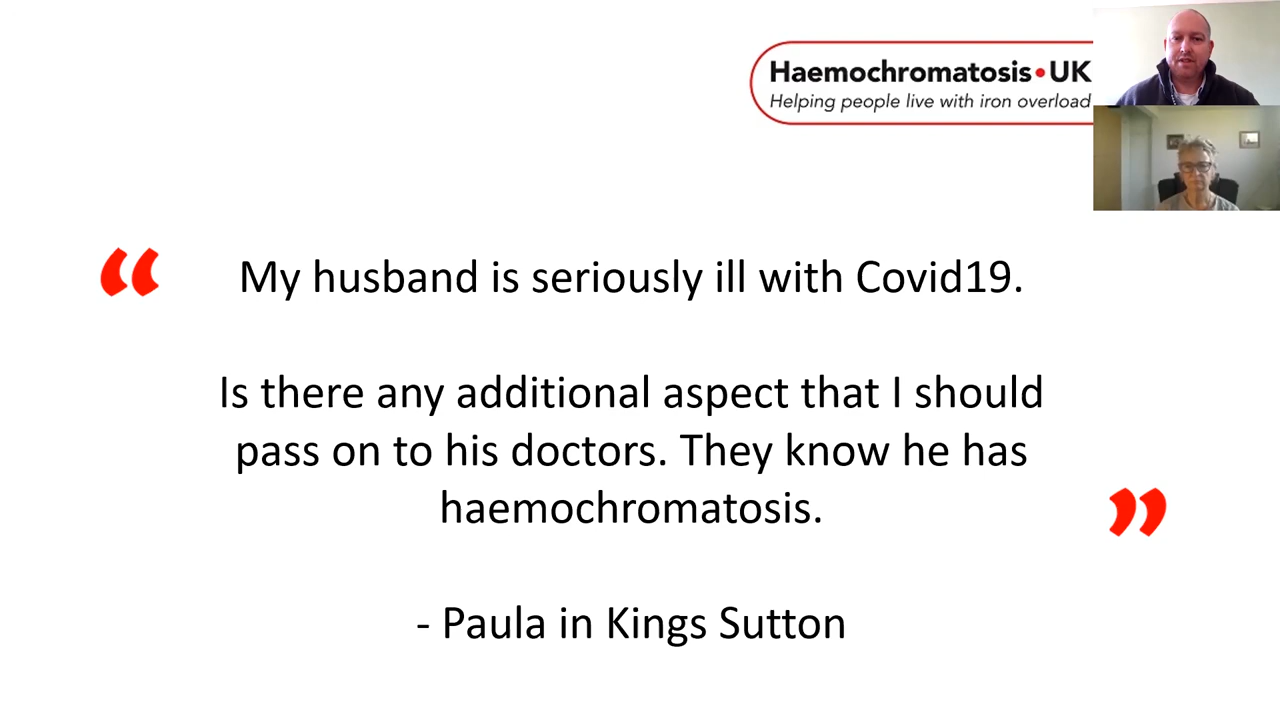 Haemochromatosis•UK
Helping people live with iron overload
“ My husband is seriously ill with Covid19.
Is there any additional aspect that I should
pass on to his doctors. They know he has
haemochromatosis. ”
- Paula in Kings Sutton